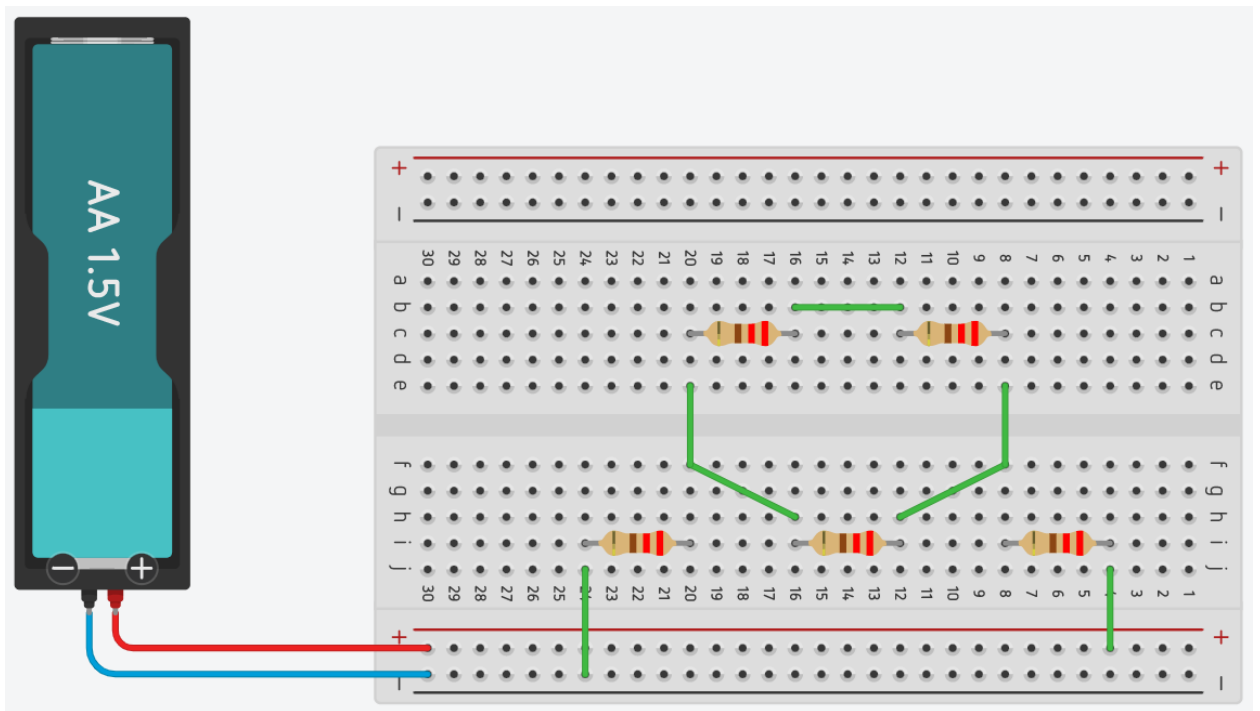 AA 1.5V
− +
+ +
− −
30 29 28 27 26 25 24 23 22 21 20 19 18 17 16 15 14 13 12 11 10 9 8 7 6 5 4 3 2 1
a a
b b
c c
d d
e e
f f
g g
h h
i i
j j
30 29 28 27 26 25 24 23 22 21 20 19 18 17 16 15 14 13 12 11 10 9 8 7 6 5 4 3 2 1
+ +
− −